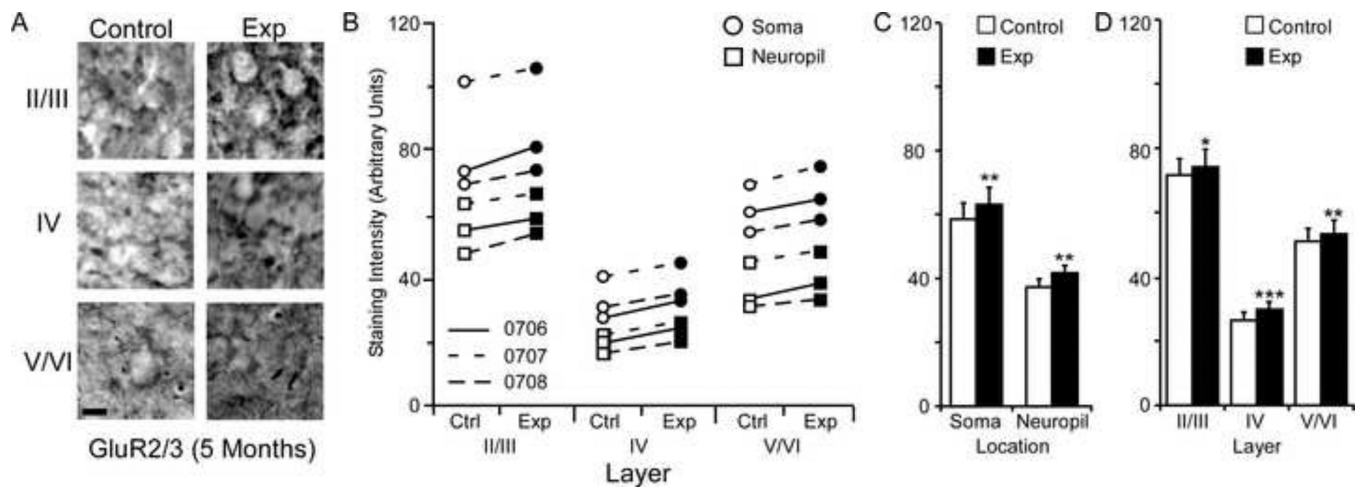 A
Control
Exp
II/III
IV
V/VI
GluR2/3 (5 Months)
B
120
80
40
0
Staining Intensity (Arbitrary Units)
Soma
Neuropil
0706
0707
0708
Ctrl Exp Ctrl Exp Ctrl Exp
II/III IV V/VI
Layer
C
Control
Exp
120
80
40
0
**
**
Soma Neuropil
Location
D
Control
Exp
120
80
40
0
*
***
**
II/III IV V/VI
Layer